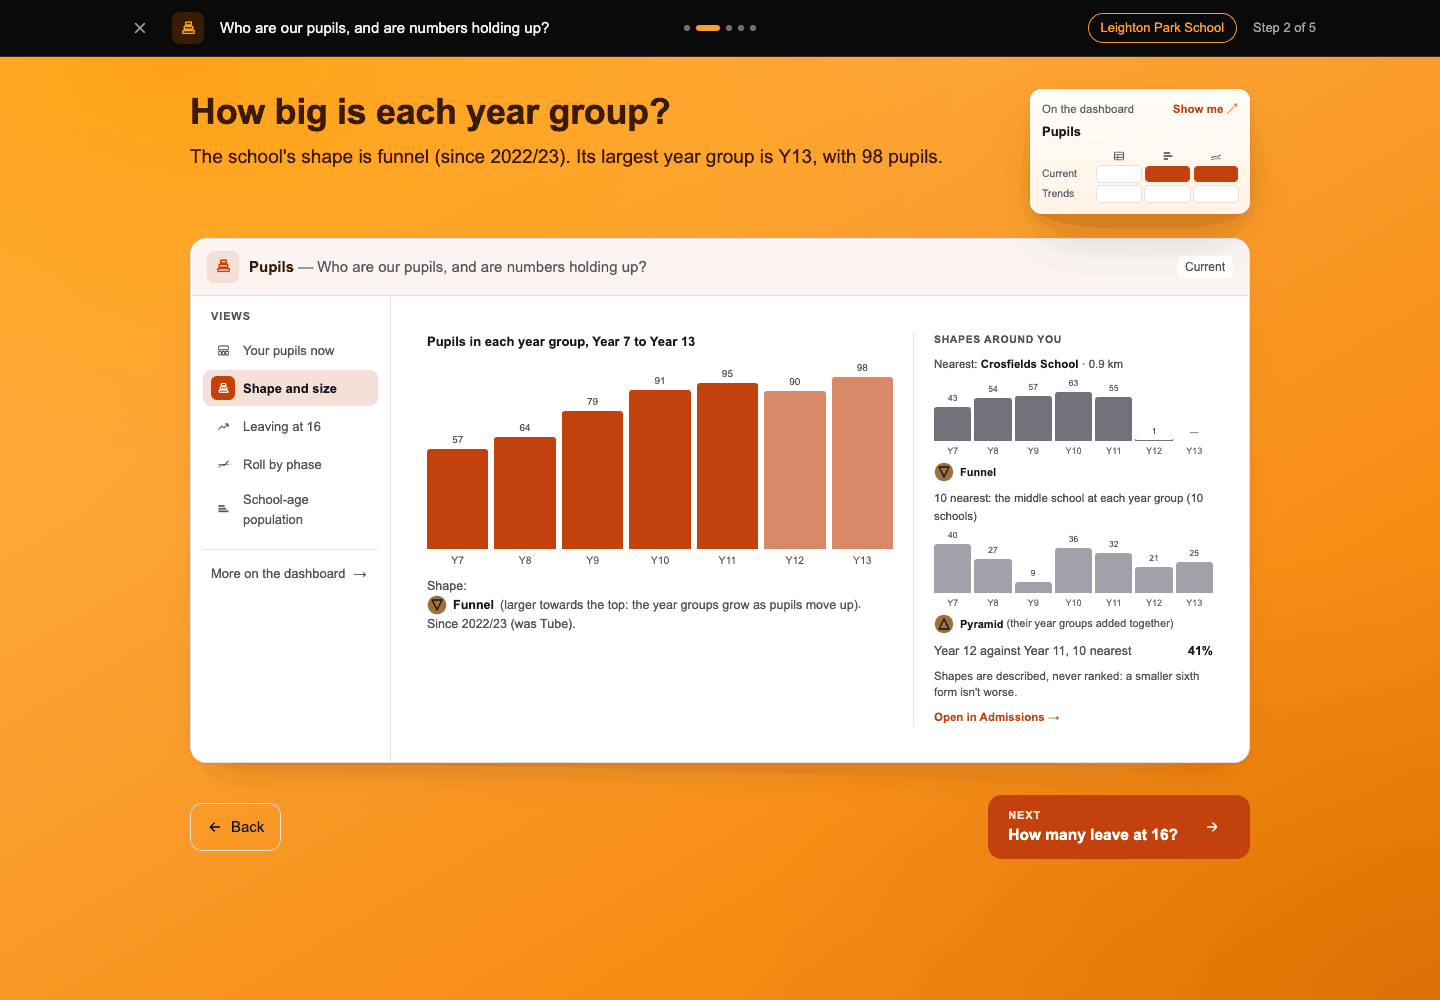 Who are our pupils, and are numbers holding up?
Leighton Park School
Step 2 of 5
How big is each year group?
The school's shape is funnel (since 2022/23). Its largest year group is Y13, with 98 pupils.
On the dashboard
Show me ↗
Pupils
Current
Trends
Pupils — Who are our pupils, and are numbers holding up?
Current
VIEWS
Your pupils now
Shape and size
Leaving at 16
Roll by phase
School-age
population
More on the dashboard →
Pupils in each year group, Year 7 to Year 13
57 64 79 91 95 90 98
Y7 Y8 Y9 Y10 Y11 Y12 Y13
Shape:
Funnel (larger towards the top: the year groups grow as pupils move up).
Since 2022/23 (was Tube).
SHAPES AROUND YOU
Nearest: Crosfields School · 0.9 km
43 54 57 63 55 1 —
Y7 Y8 Y9 Y10 Y11 Y12 Y13
Funnel
10 nearest: the middle school at each year group (10
schools)
40 27 9 36 32 21 25
Y7 Y8 Y9 Y10 Y11 Y12 Y13
Pyramid (their year groups added together)
Year 12 against Year 11, 10 nearest 41%
Shapes are described, never ranked: a smaller sixth
form isn't worse.
Open in Admissions →
← Back
NEXT
How many leave at 16? →